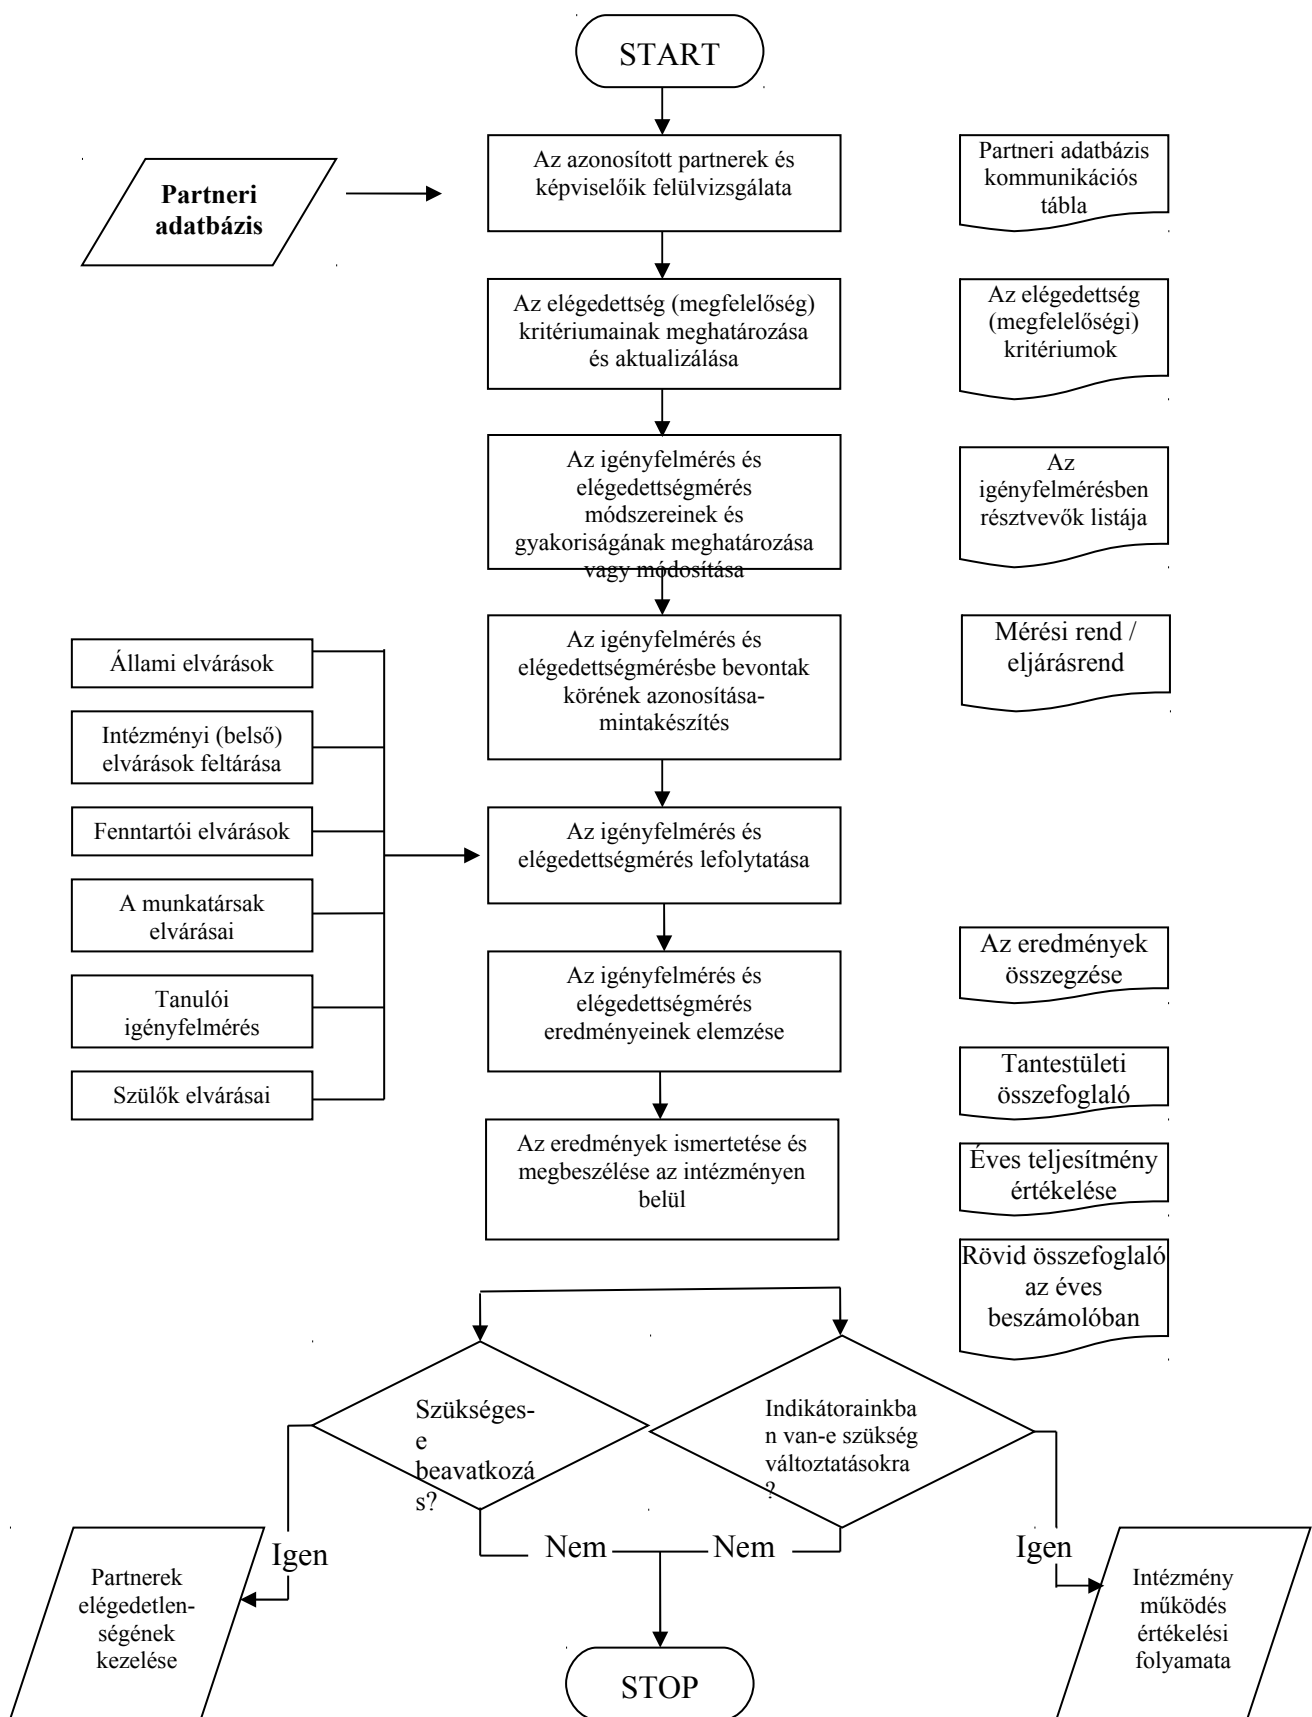 START
Partneri
adatbázis
Az azonosított partnerek és
képviselőik felülvizsgálata
Partneri adatbázis
kommunikációs
tábla
Az elégedettség (megfelelőség)
kritériumainak meghatározása
és aktualizálása
Az elégedettség
(megfelelőségi)
kritériumok
Az igényfelmérés és
elégedettségmérés
módszereinek és
gyakoriságának meghatározása
vagy módosítása
Az
igényfelmérésben
résztvevők listája
Az igényfelmérés és
elégedettségmérésbe bevontak
körének azonosítása-
mintakészítés
Mérési rend /
eljárásrend
Állami elvárások
Intézményi (belső)
elvárások feltárása
Fenntartói elvárások
A munkatársak
elvárásai
Tanulói
igényfelmérés
Szülők elvárásai
Az igényfelmérés és
elégedettségmérés lefolytatása
Az igényfelmérés és
elégedettségmérés
eredményeinek elemzése
Az eredmények
összegzése
Tantestületi
összefoglaló
Az eredmények ismertetése és
megbeszélése az intézményen
belül
Éves teljesítmény
értékelése
Rövid összefoglaló
az éves
beszámolóban
Szükséges-
e
beavatkozá
s?
Indikátorainkba
n van-e szükség
változtatásokra
?
Igen
Nem
Nem
Igen
Partnerek
elégedetlen-
ségének
kezelése
Intézmény
működés
értékelési
folyamata
STOP